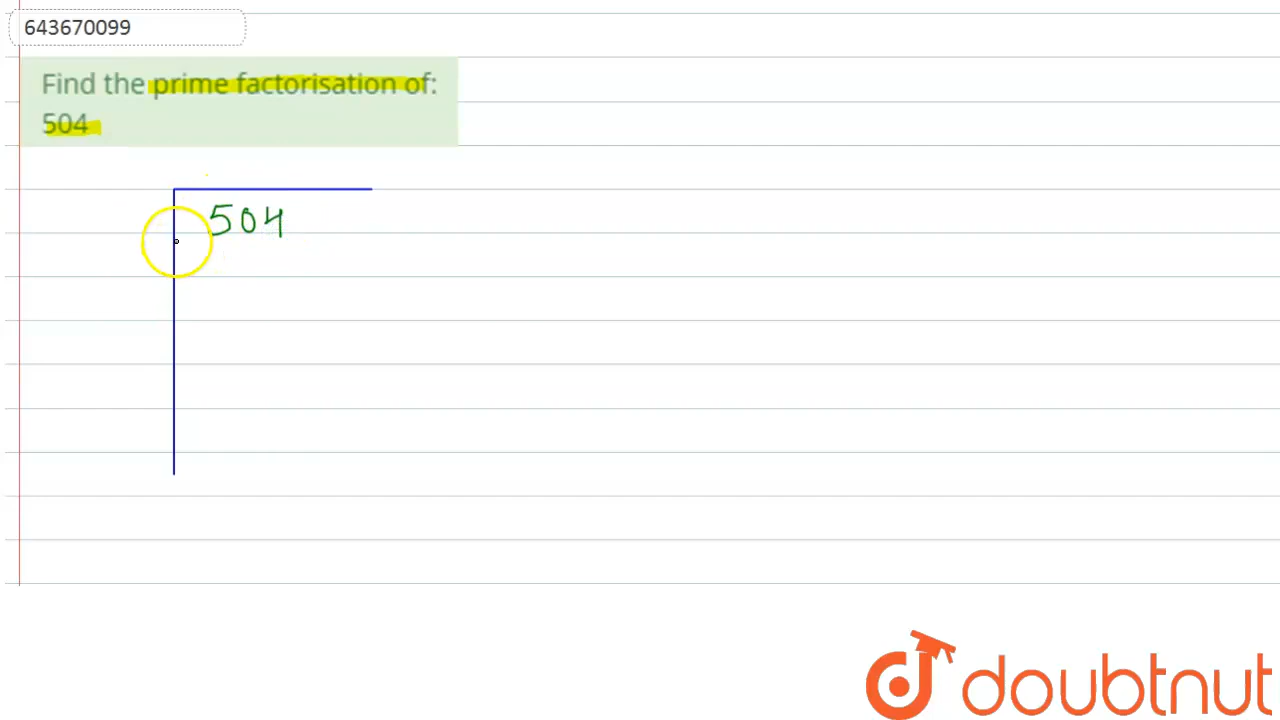 643670099
Find the prime factorisation of:
504
504
doubtnut